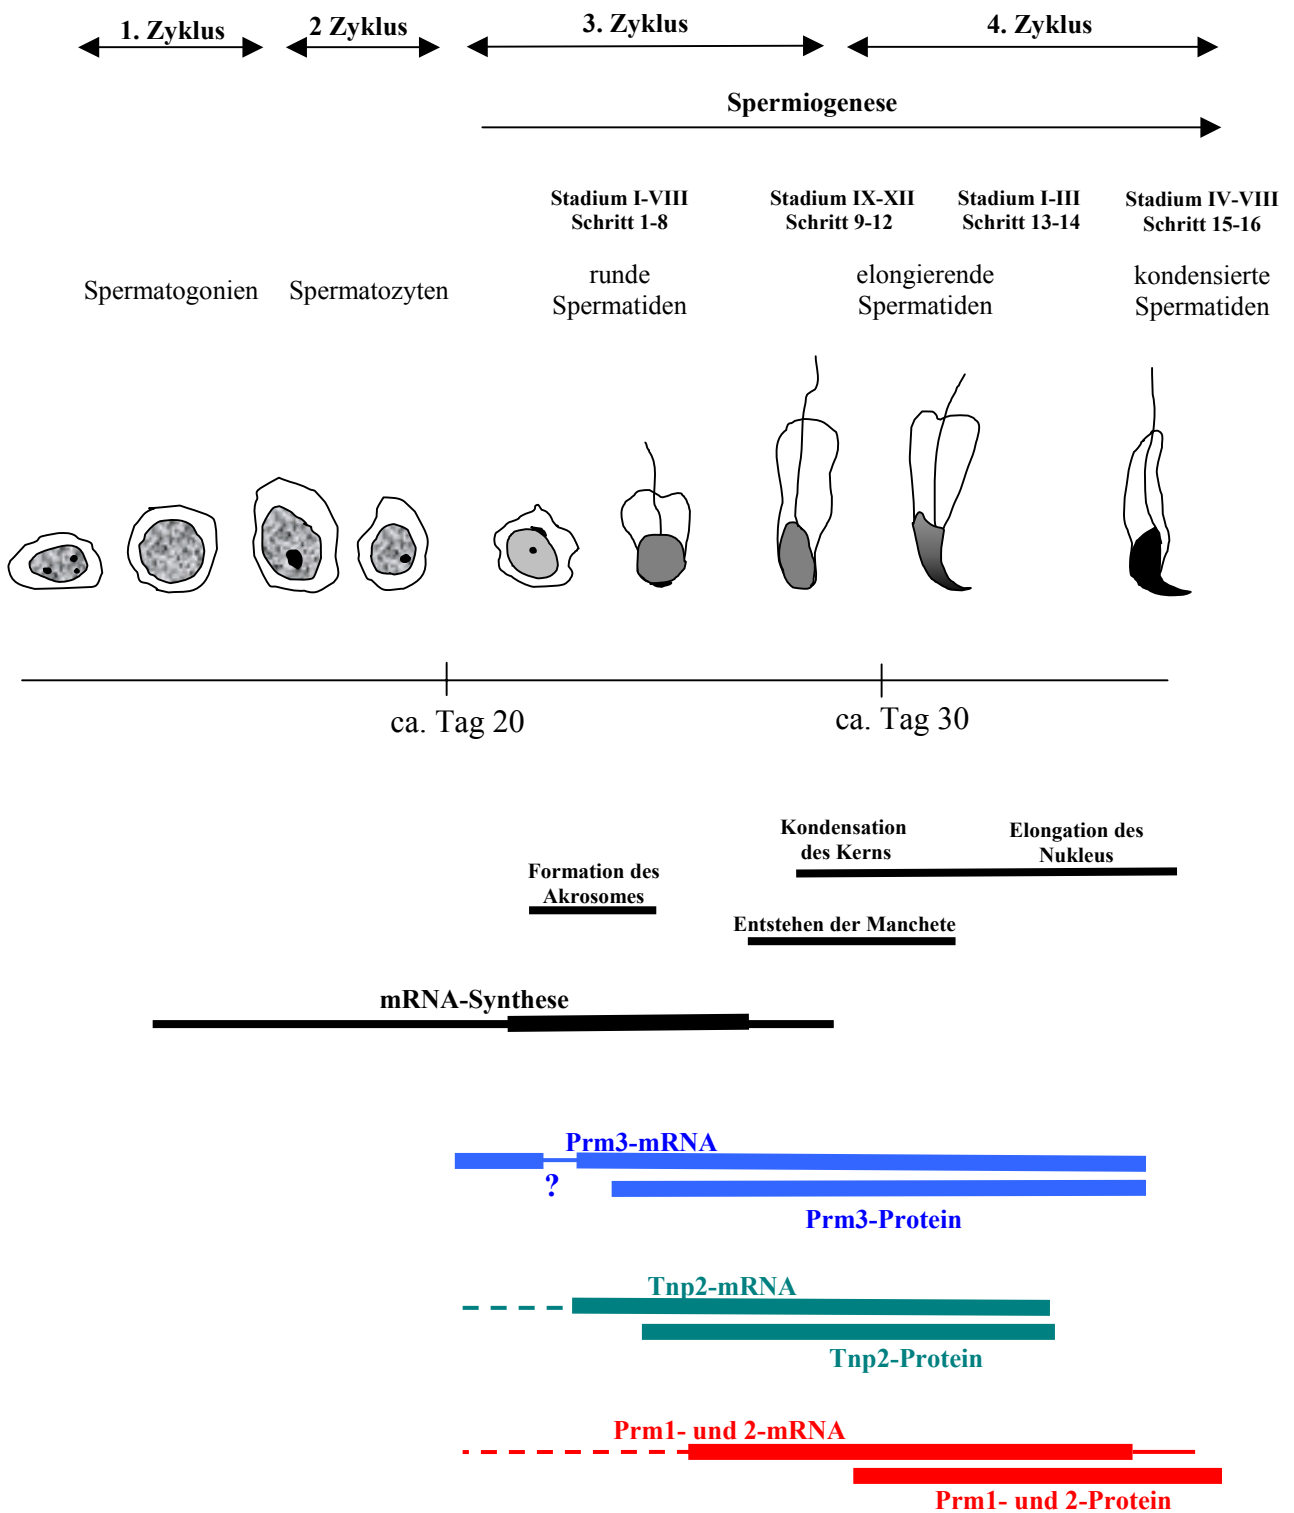 1. Zyklus
2 Zyklus
3. Zyklus
4. Zyklus
Spermiogenese
Stadium I-VIII
Schritt 1-8
Stadium IX-XII
Schritt 9-12
Stadium I-III
Schritt 13-14
Stadium IV-VIII
Schritt 15-16
Spermatogonien
Spermatozyten
runde
Spermatiden
elongierende
Spermatiden
kondensierte
Spermatiden
ca. Tag 20
ca. Tag 30
Kondensation
des Kerns
Elongation des
Nukleus
Formation des
Akrosomes
Entstehen der Manchete
mRNA-Synthese
Prm3-mRNA
?
Prm3-Protein
Tnp2-mRNA
Tnp2-Protein
Prm1- und 2-mRNA
Prm1- und 2-Protein